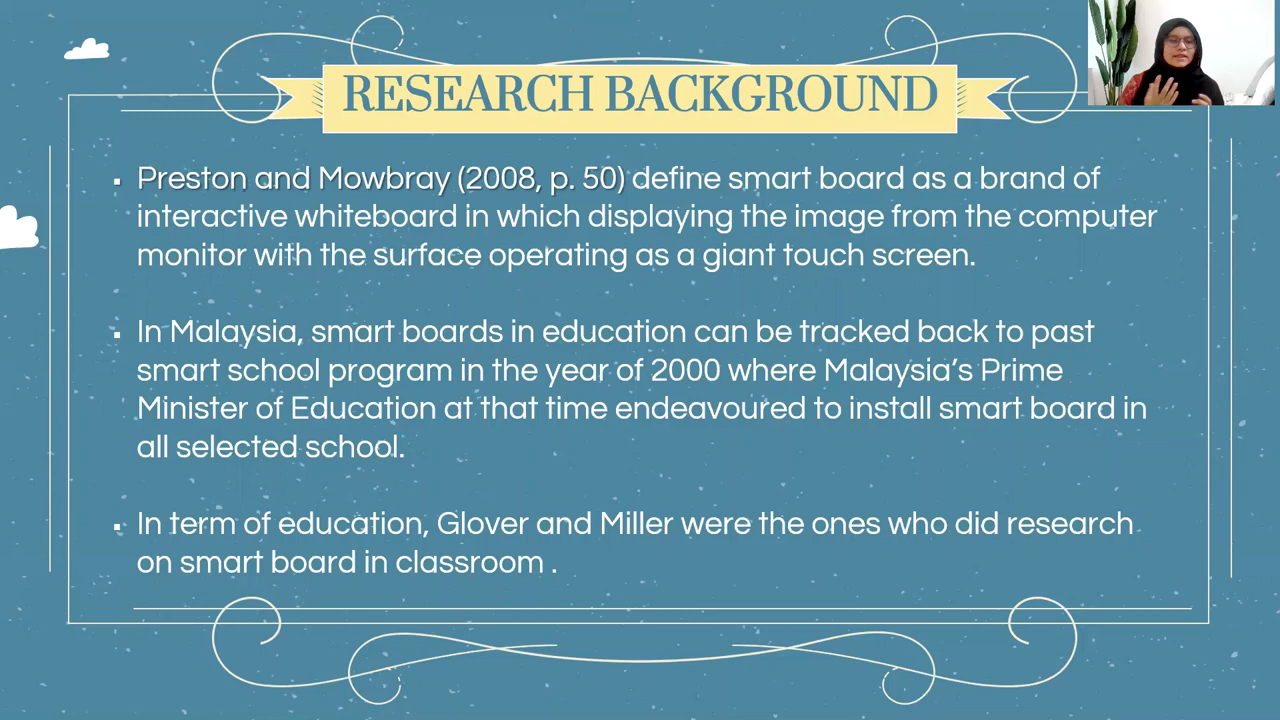 RESEARCH BACKGROUND
▪ Preston and Mowbray (2008, p. 50) define smart board as a brand of
interactive whiteboard in which displaying the image from the computer
monitor with the surface operating as a giant touch screen.
▪ In Malaysia, smart boards in education can be tracked back to past
smart school program in the year of 2000 where Malaysia’s Prime
Minister of Education at that time endeavoured to install smart board in
all selected school.
▪ In term of education, Glover and Miller were the ones who did research
on smart board in classroom .